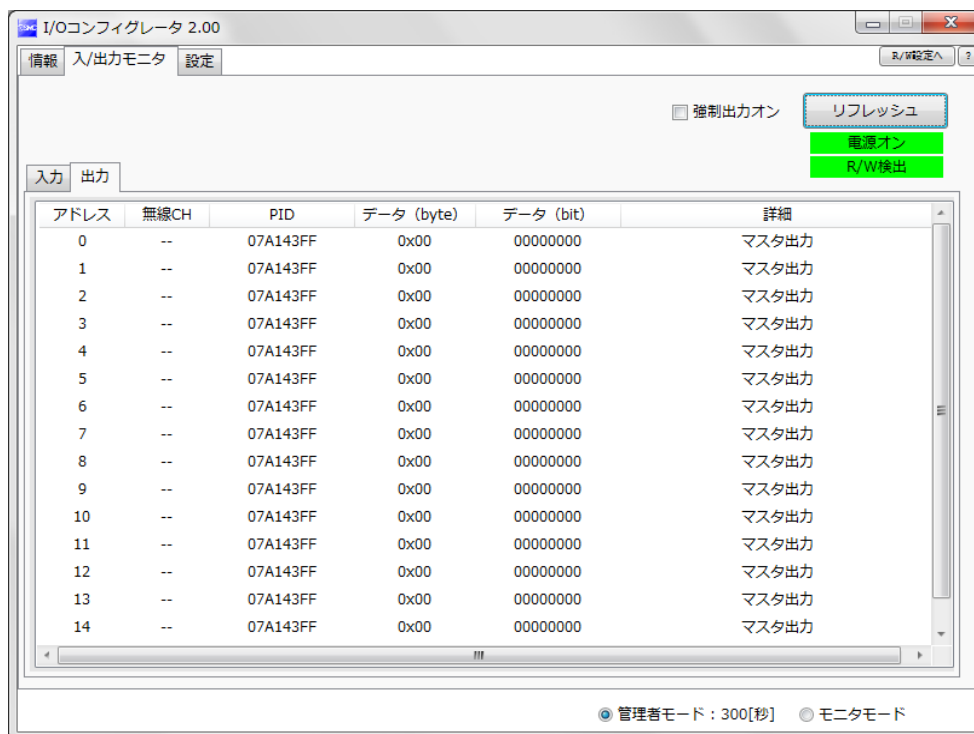 I/Oコンフィグレータ 2.00
情報 入/出力モニタ 設定 R/W設定へ ?
強制出力オン リフレッシュ
電源オン
R/W検出
入力 出力
アドレス 無線CH PID データ（byte） データ（bit） 詳細
0 -- 07A143FF 0x00 00000000 マスタ出力
1 -- 07A143FF 0x00 00000000 マスタ出力
2 -- 07A143FF 0x00 00000000 マスタ出力
3 -- 07A143FF 0x00 00000000 マスタ出力
4 -- 07A143FF 0x00 00000000 マスタ出力
5 -- 07A143FF 0x00 00000000 マスタ出力
6 -- 07A143FF 0x00 00000000 マスタ出力
7 -- 07A143FF 0x00 00000000 マスタ出力
8 -- 07A143FF 0x00 00000000 マスタ出力
9 -- 07A143FF 0x00 00000000 マスタ出力
10 -- 07A143FF 0x00 00000000 マスタ出力
11 -- 07A143FF 0x00 00000000 マスタ出力
12 -- 07A143FF 0x00 00000000 マスタ出力
13 -- 07A143FF 0x00 00000000 マスタ出力
14 -- 07A143FF 0x00 00000000 マスタ出力
管理者モード：300[秒] モニタモード